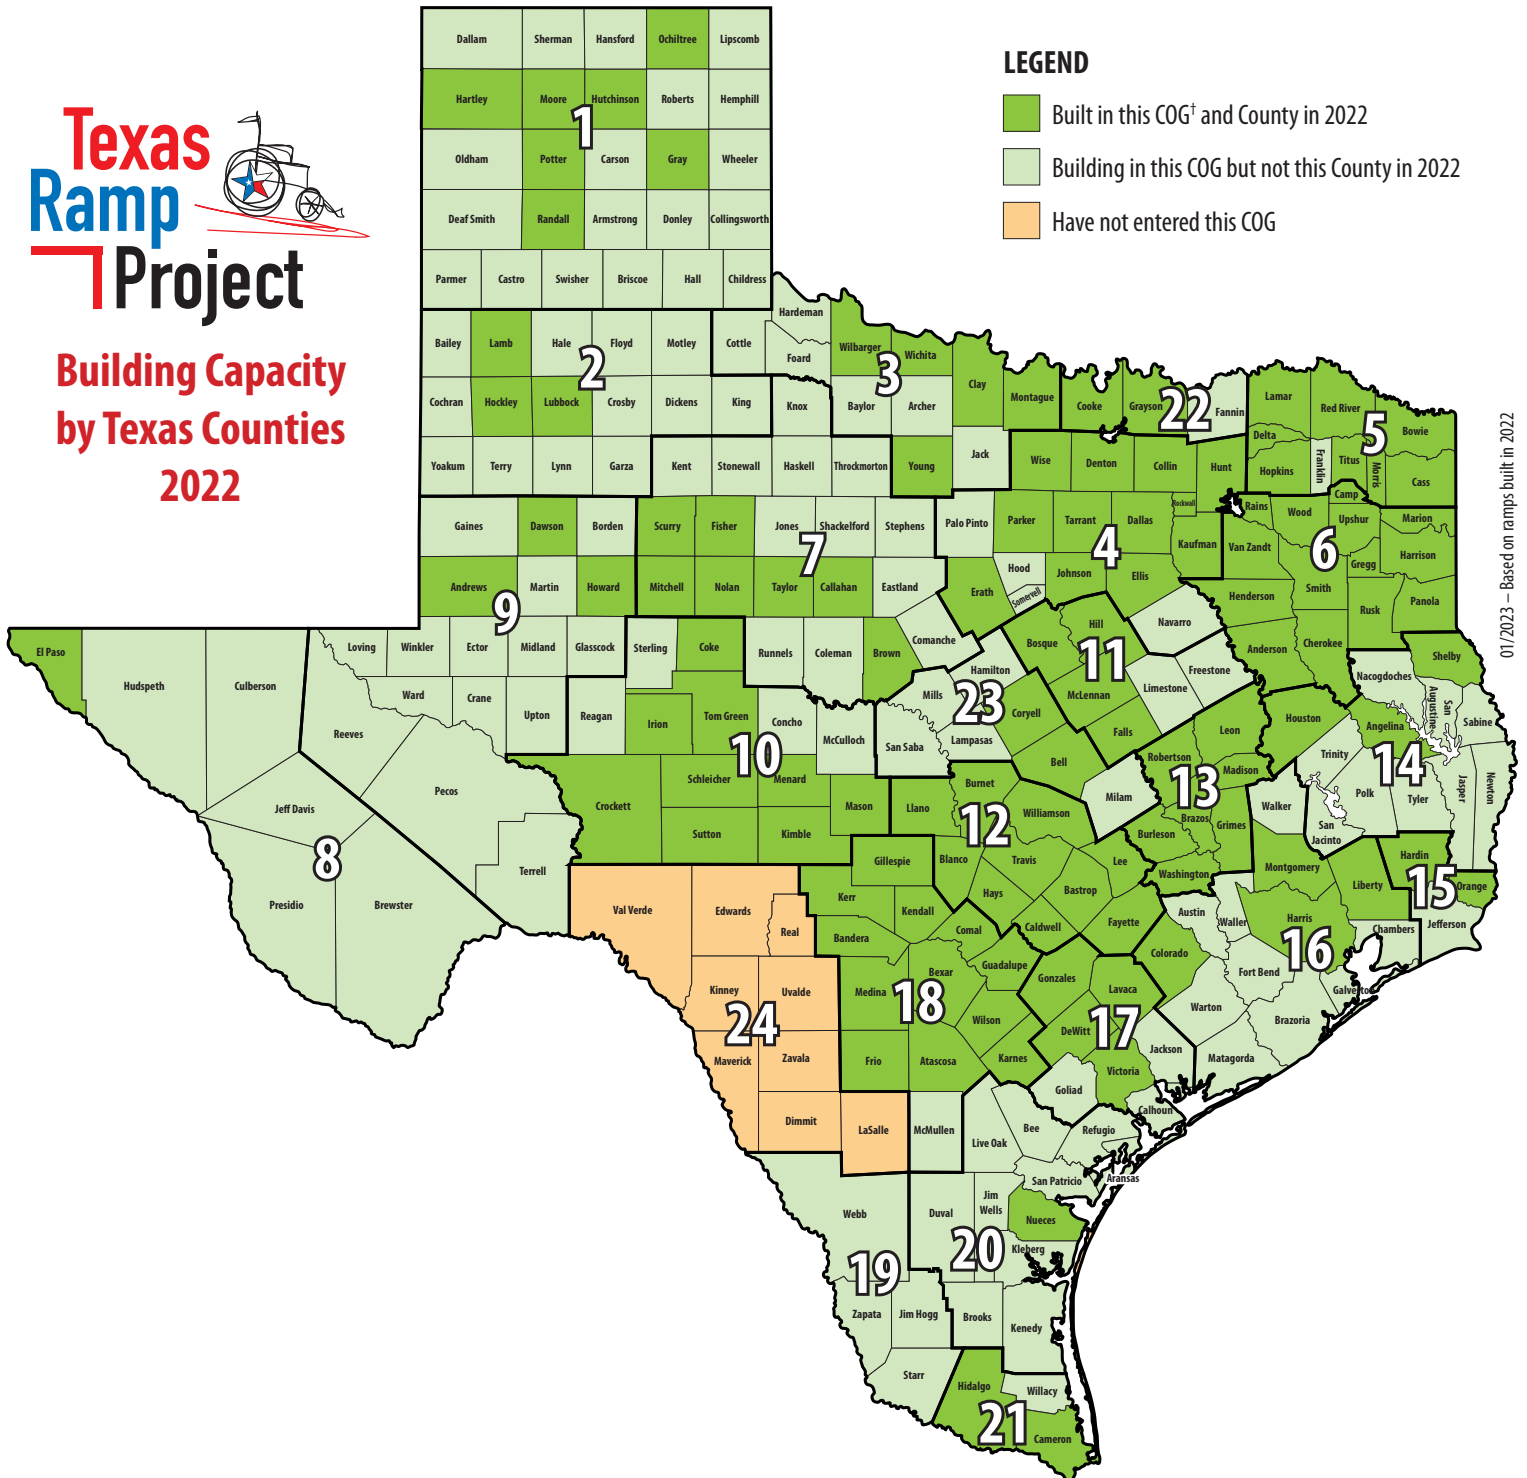 Texas
Ramp
Project
Building Capacity
by Texas Counties
2022
LEGEND
Built in this COG† and County in 2022
Building in this COG but not this County in 2022
Have not entered this COG
01/2023 – Based on ramps built in 2022
Dallam Sherman Hansford Ochiltree Lipscomb
Hartley Moore Hutchinson Roberts Hemphill
1
Oldham Potter Carson Gray Wheeler
Deaf Smith Randall Armstrong Donley Collingsworth
Parmer Castro Swisher Briscoe Hall Childress
Hardeman
Bailey Lamb Hale Floyd Motley Cottle Foard Wilbarger Wichita
2 3
Cochran Hockley Lubbock Crosby Dickens King Knox Baylor Archer Clay Montague Cooke Grayson 22 Fannin Lamar Red River Bowie
5
Delta Hopkins Franklin Titus Morris Cass
Yoakum Terry Lynn Garza Kent Stonewall Haskell Throckmorton Young Jack Wise Denton Collin Hunt
Camp
Gaines Dawson Borden Scurry Fisher Jones Shackelford Stephens Palo Pinto Parker Tarrant Dallas Rockwall Kaufman Rains Wood Upshur Marion
7 4 6
Van Zandt Gregg Harrison
Andrews Martin Howard Mitchell Nolan Taylor Callahan Eastland Erath Hood Somervell Johnson Ellis Henderson Smith Rusk Panola
9
El Paso Hudspeth Culberson Loving Winkler Ector Midland Glasscock Sterling Coke Runnels Coleman Brown Comanche Bosque Hill Navarro Anderson Cherokee Shelby
11
Ward Crane Upton Reagan Irion Tom Green Concho McCulloch Mills Hamilton 23 Coryell McLennan Limestone Freestone Nacogdoches San Augustine Sabine
Reeves San Saba Lampasas Bell Falls Robertson Leon Houston Angelina
10 13 14
Pecos Crockett Schleicher Menard Mason Llano Burnet Williamson Milam Madison Walker Trinity Polk Tyler Jasper Newton
Jeff Davis 12
Sutton Kimble Burleson Brazos Grimes San Jacinto
8
Presidio Brewster Terrell Gillespie Blanco Travis Lee Washington Montgomery Liberty Hardin 15 Orange
Val Verde Edwards Real Kerr Kendall Hays Bastrop Austin Waller Harris Chambers Jefferson
Bandera Comal Caldwell Fayette Colorado 16
Kinney Uvalde Medina Bexar Guadalupe Gonzales Lavaca Fort Bend Galveston
24 18 17
Wilson DeWitt Warton Brazoria
Maverick Zavala Frio Atascosa Karnes Victoria Jackson Matagorda
Goliad
Dimmit LaSalle McMullen Live Oak Bee Refugio Calhoun
San Patricio Aransas
Webb Duval Jim
Wells Nueces
19 20 Kleberg
Zapata Jim Hogg Brooks Kenedy
Starr Hidalgo Willacy
21
Cameron